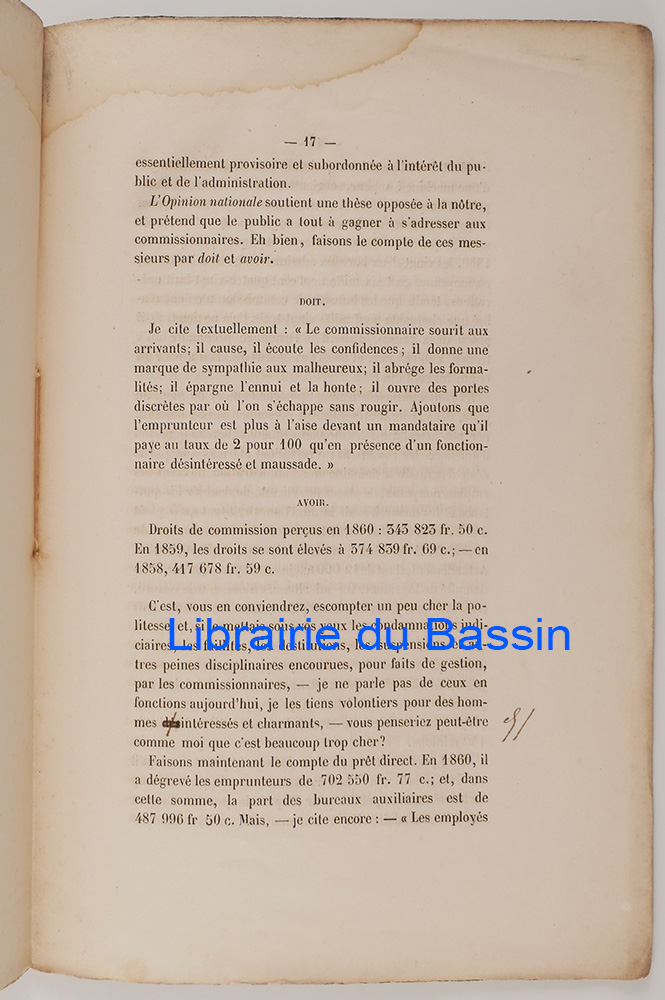 — 17 —
essentiellement provisoire et subordonnée à l'intérêt du pu-
blic et de l'administration.
L'Opinion nationale soutient une thèse opposée à la nôtre,
et prétend que le public a tout à gagner à s'adresser aux
commissionnaires. Eh bien, faisons le compte de ces mes-
sieurs par doit et avoir.
DOIT.
Je cite textuellement : « Le commissionnaire sourit aux
arrivants; il cause, il écoute les confidences; il donne une
marque de sympathie aux malheureux; il abrége les forma-
lités; il épargne l'ennui et la honte; il ouvre des portes
discrètes par où l'on s'échappe sans rougir. Ajoutons que
l'emprunteur est plus à l'aise devant un mandataire qu'il
paye au taux de 2 pour 100 qu'en présence d'un fonction-
naire désintéressé et maussade. »
AVOIR.
Droits de commission perçus en 1860 : 343 823 fr. 50 c.
En 1859, les droits se sont élevés à 374 839 fr. 69 c.; — en
1858, 417 678 fr. 59 c.
C'est, vous en conviendrez, escompter un peu cher la po-
litesse, et, si je mettais sous vos yeux les condamnations judi-
Librairie du Bassin
ciaires, les faillites, les destitutions, les suspensions et au-
tres peines disciplinaires encourues, pour faits de gestion,
par les commissionnaires, — je ne parle pas de ceux en
fonctions aujourd'hui, je les tiens volontiers pour des hom-
mes intéressés et charmants, — vous penseriez peut-être
comme moi que c'est beaucoup trop cher?
Faisons maintenant le compte du prêt direct. En 1860, il
a dégrevé les emprunteurs de 702 550 fr. 77 c.; et, dans
cette somme, la part des bureaux auxiliaires est de
487 996 fr 50 c. Mais, — je cite encore : — « Les employés